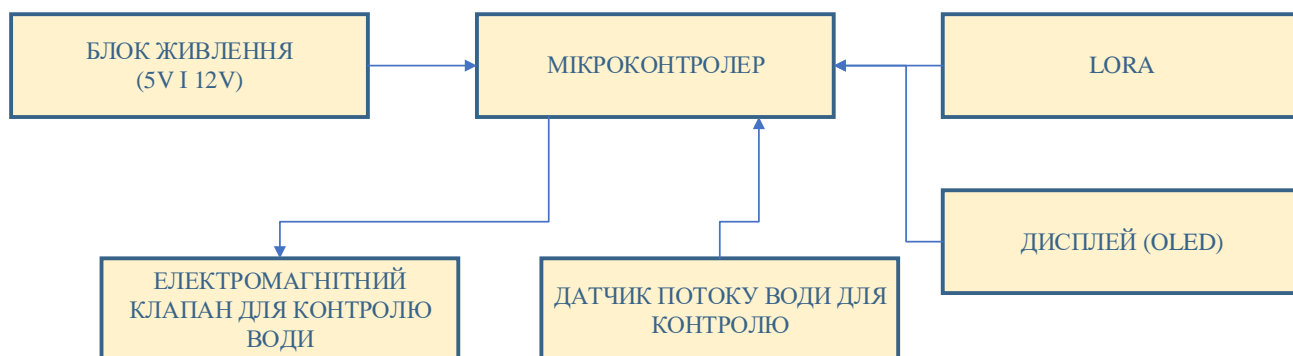 БЛОК ЖИВЛЕННЯ
(5V І 12V)
МІКРОКОНТРОЛЕР
LORA
ДИСПЛЕЙ (OLED)
ЕЛЕКТРОМАГНІТНИЙ
КЛАПАН ДЛЯ КОНТРОЛЮ
ВОДИ
ДАТЧИК ПОТОКУ ВОДИ ДЛЯ
КОНТРОЛЮ